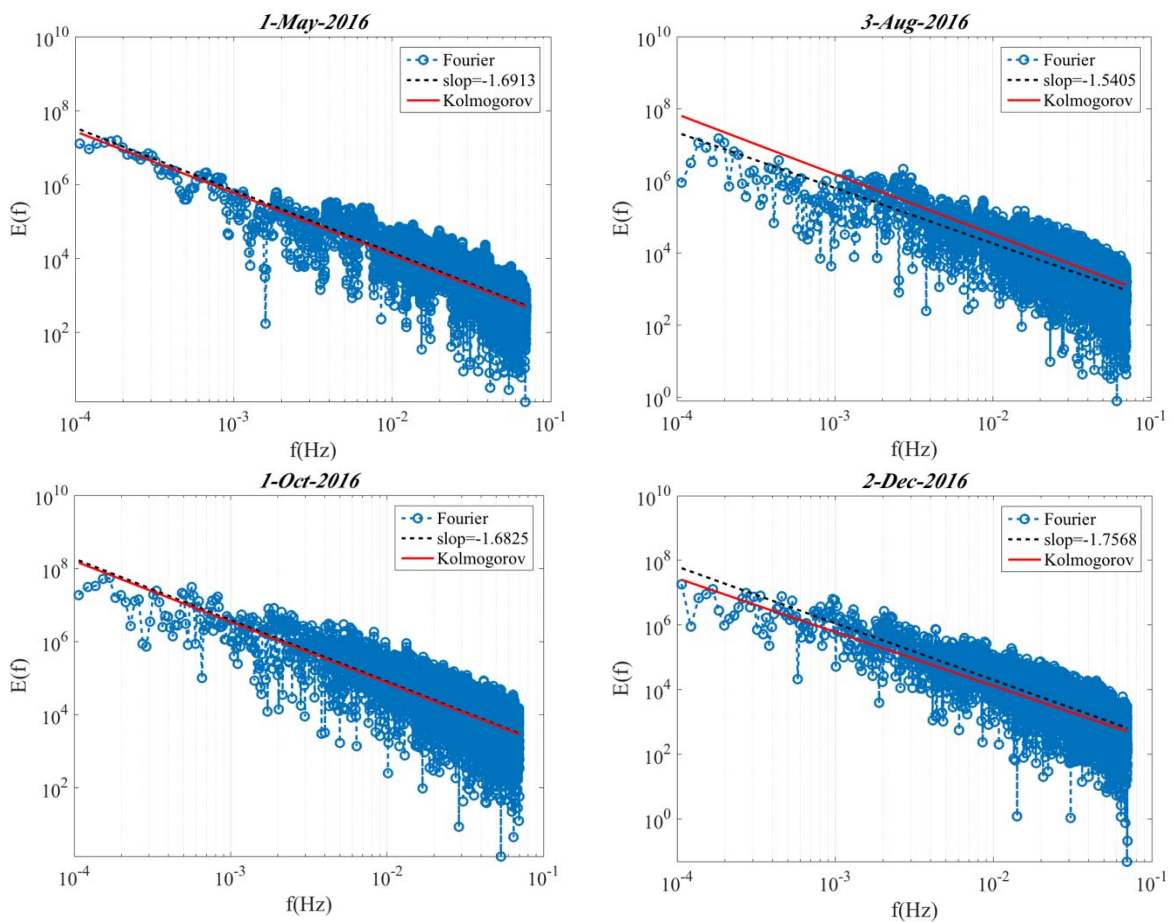 1-May-2016
10^10
10^8
10^6
10^4
10^2
E(f)
Fourier
slop=-1.6913
Kolmogorov
10^-4
10^-3
10^-2
10^-1
f(Hz)
3-Aug-2016
10^10
10^8
10^6
10^4
10^2
10^0
E(f)
Fourier
slop=-1.5405
Kolmogorov
10^-4
10^-3
10^-2
10^-1
f(Hz)
1-Oct-2016
10^10
10^8
10^6
10^4
10^2
E(f)
Fourier
slop=-1.6825
Kolmogorov
10^-4
10^-3
10^-2
10^-1
f(Hz)
2-Dec-2016
10^10
10^8
10^6
10^4
10^2
10^0
E(f)
Fourier
slop=-1.7568
Kolmogorov
10^-4
10^-3
10^-2
10^-1
f(Hz)